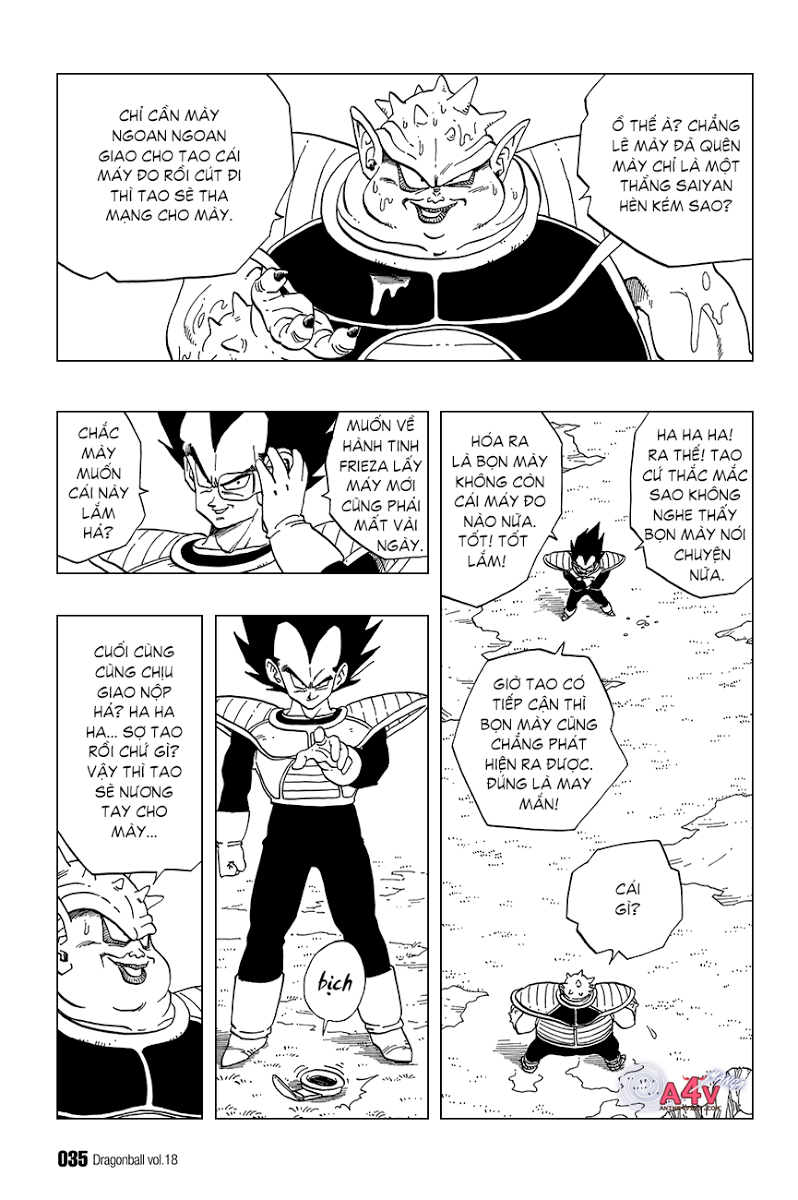 Ồ THẾ À? CHẲNG
LẼ MÀY ĐÃ QUÊN
MÀY CHỈ LÀ MỘT
THẰNG SAIYAN
HÈN KÉM SAO?
CHỈ CẦN MÀY
NGOAN NGOAN
GIAO CHO TAO CÁI
MÁY ĐO RỒI CÚT ĐI
THÌ TAO SẼ THA
MẠNG CHO MÀY.
HA HA HA!
RA THẾ! TAO
CỨ THẮC MẮC
SAO KHÔNG
NGHE THẤY
BỌN MÀY NÓI
CHUYỆN
NỮA.
HÓA RA
LÀ BỌN MÀY
KHÔNG CÒN
CÁI MÁY ĐO
NÀO NỮA.
TỐT! TỐT
LẮM!
GIỜ TAO CÓ
TIẾP CẬN THÌ
BỌN MÀY CŨNG
CHẲNG PHÁT
HIỆN RA ĐƯỢC.
ĐÚNG LÀ MAY
MẮN!
CÁI
GÌ?
MUỐN VỀ
HÀNH TINH
FRIEZA LẤY
MÁY MỚI
CŨNG PHẢI
MẤT VÀI
NGÀY.
CHẮC
MÀY
MUỐN
CÁI NÀY
LẮM
HẢ?
bịch
CUỐI CÙNG
CŨNG CHỊU
GIAO NỘP
HẢ? HA HA
HA... SỢ TAO
RỒI CHỨ GÌ?
VẬY THÌ TAO
SẼ NƯƠNG
TAY CHO
MÀY...
A4V
035 Dragonball vol.18